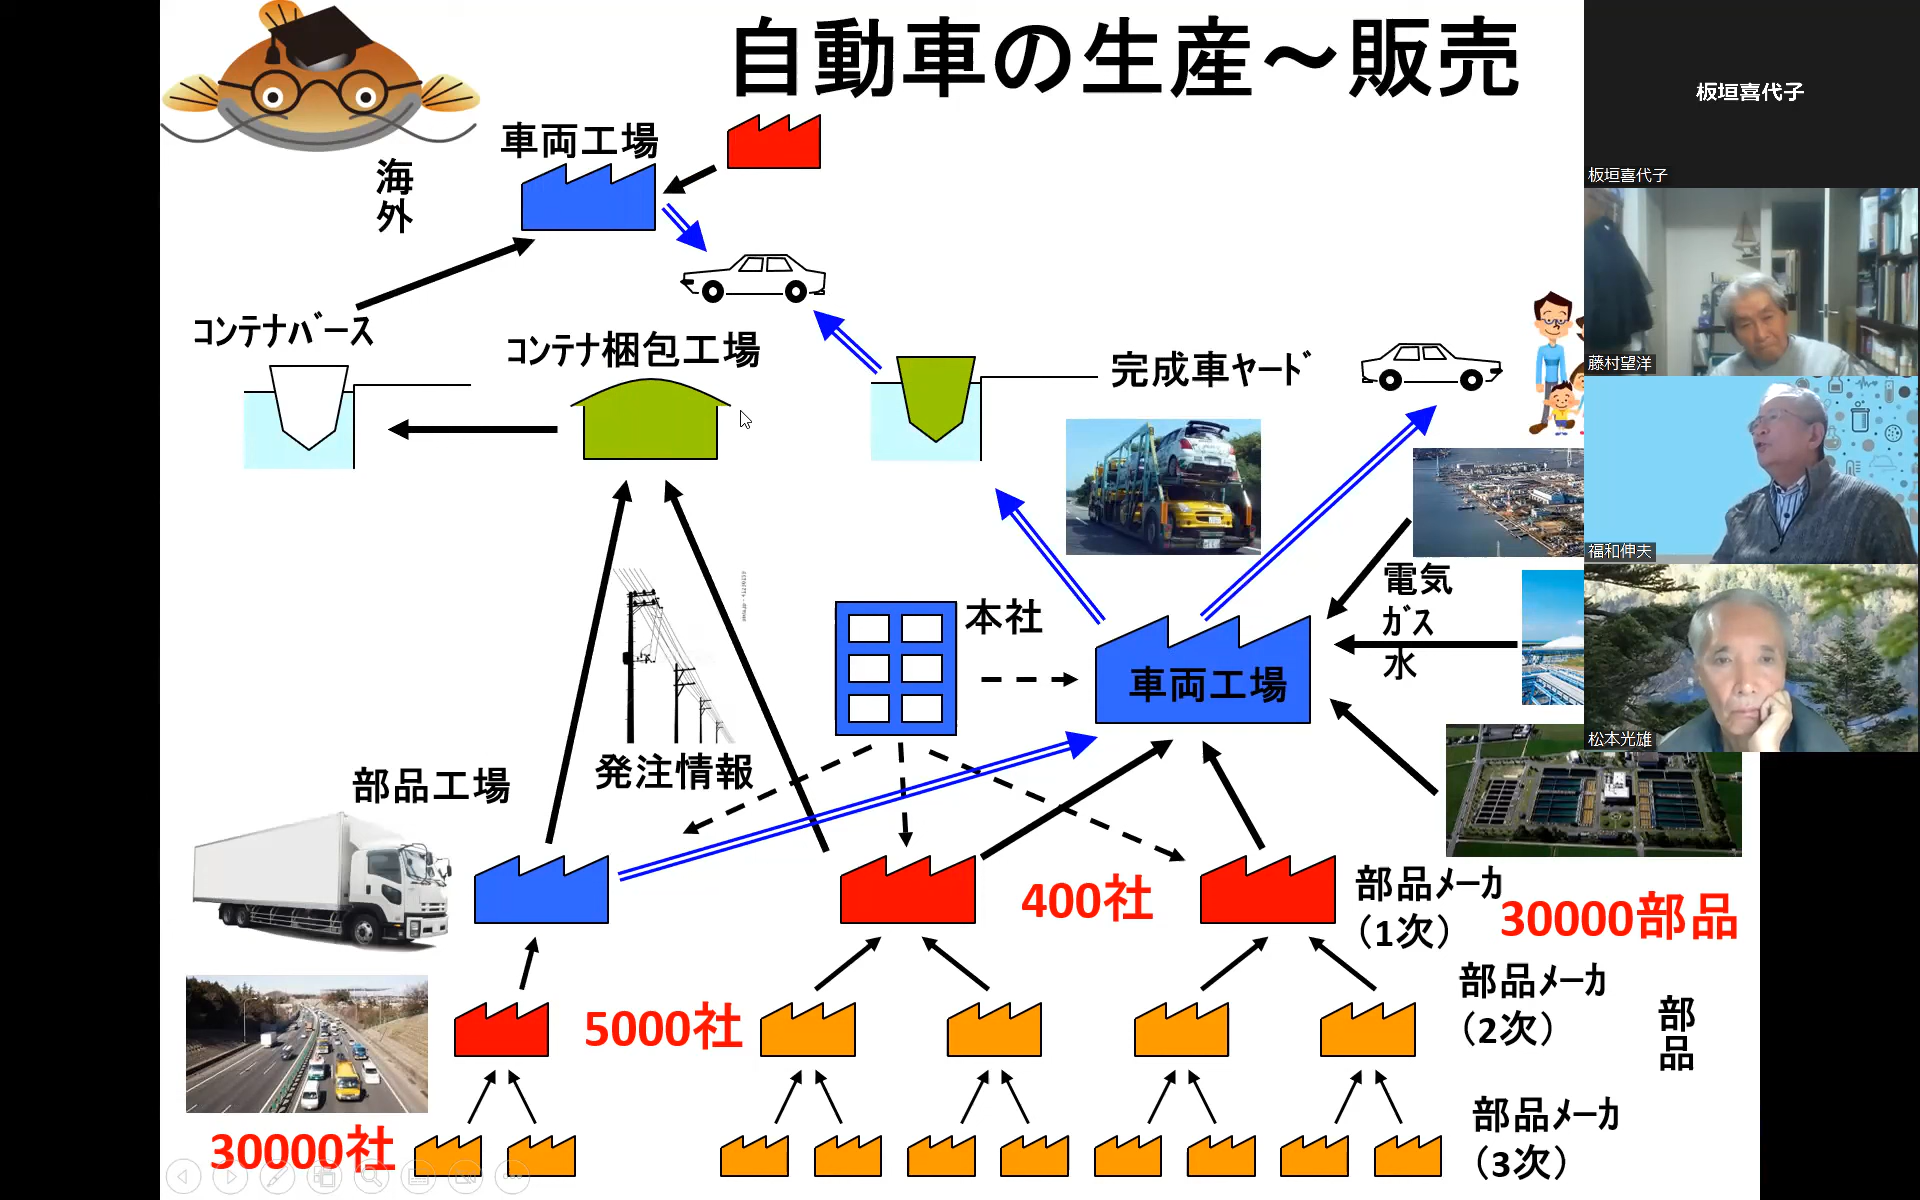 自動車の生産～販売
車両工場
海外
ｺﾝﾃﾅﾊﾞｰｽ
ｺﾝﾃﾅ梱包工場
完成車ﾔｰﾄﾞ
電気
ｶﾞｽ
水
本社
車両工場
発注情報
部品工場
400社
部品ﾒｰｶ
（1次）
30000部品
5000社
部品ﾒｰｶ
（2次）
部品
30000社
部品ﾒｰｶ
（3次）
板垣喜代子
板垣喜代子
藤村望洋
福和伸夫
松本光雄